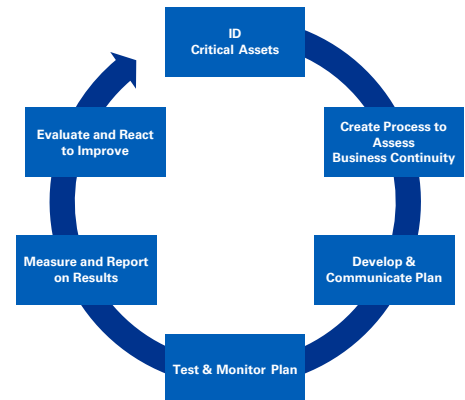 ID
Critical Assets
Create Process to
Assess
Business Continuity
Develop &
Communicate Plan
Test & Monitor Plan
Measure and Report
on Results
Evaluate and React
to Improve